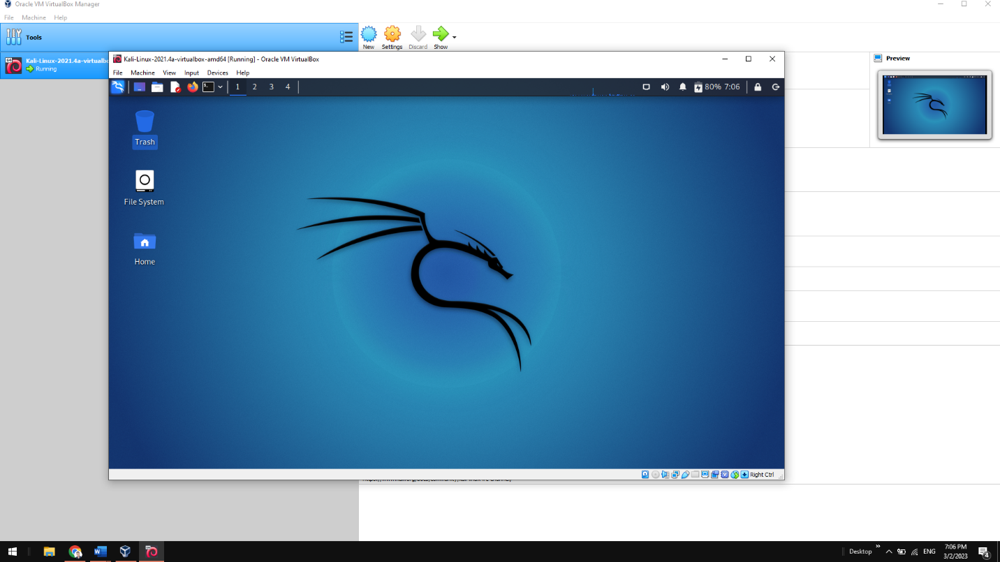 Oracle VM VirtualBox Manager
File Machine Help
Tools
New Settings Discard Show
Kali-Linux-2021.4a-virtualbo
Running
Kali-Linux-2021.4a-virtualbox-amd64 [Running] - Oracle VM VirtualBox
File Machine View Input Devices Help
1 2 3 4
80% 7:06
Preview
Trash
File System
Home
Right Ctrl
Desktop
ENG
7:06 PM
3/2/2023
4